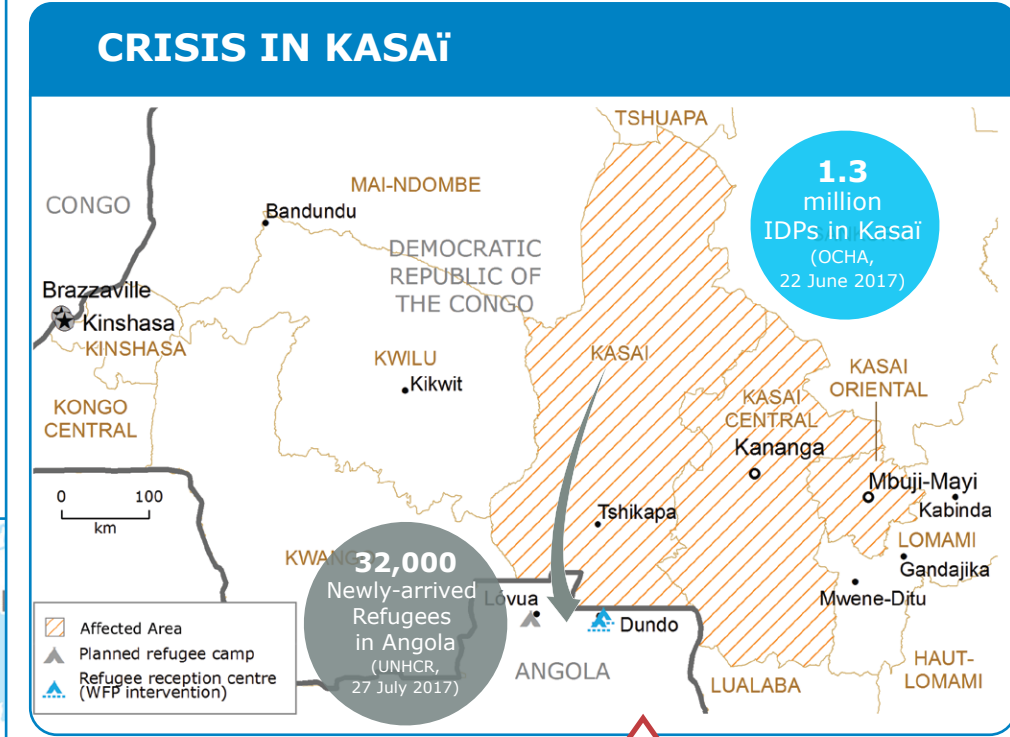 CRISIS IN KASAï
TSHUAPA
1.3
million
IDPs in Kasaï
(OCHA,
22 June 2017)
MAI-NDOMBE
CONGO
Bandundu
DEMOCRATIC
REPUBLIC OF
THE CONGO
Brazzaville
Kinshasa
KINSHASA
KWILU
Kikwit
KASAI
KASAI
ORIENTAL
KASAI
CENTRAL
KONGO
CENTRAL
Kananga
Mbuji-Mayi
Kabinda
0 100
km
Tshikapa
LOMAMI
Gandajika
KWANGO
32,000
Newly-arrived
Refugees
in Angola
(UNHCR,
27 July 2017)
Lóvua
Dundo
Mwene-Ditu
ANGOLA
LUALABA
HAUT-
LOMAMI
Affected Area
Planned refugee camp
Refugee reception centre
(WFP intervention)